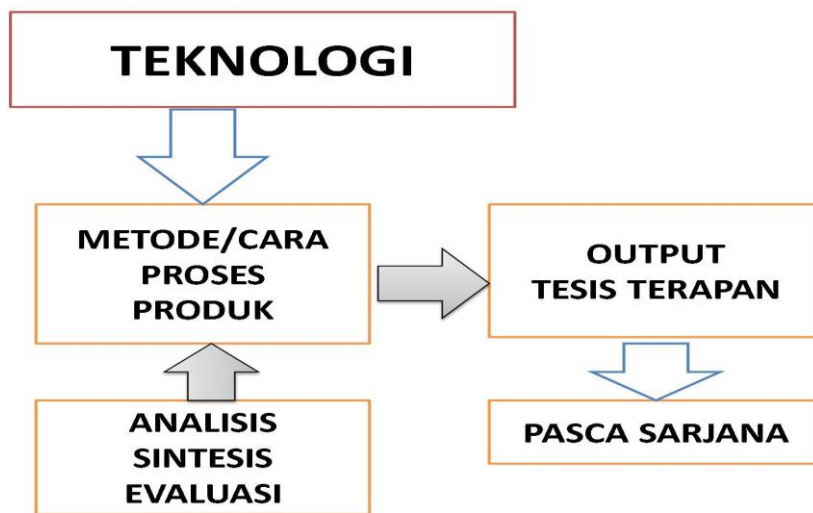 TEKNOLOGI
METODE/CARA
PROSES
PRODUK
OUTPUT
TESIS TERAPAN
ANALISIS
SINTESIS
EVALUASI
PASCA SARJANA